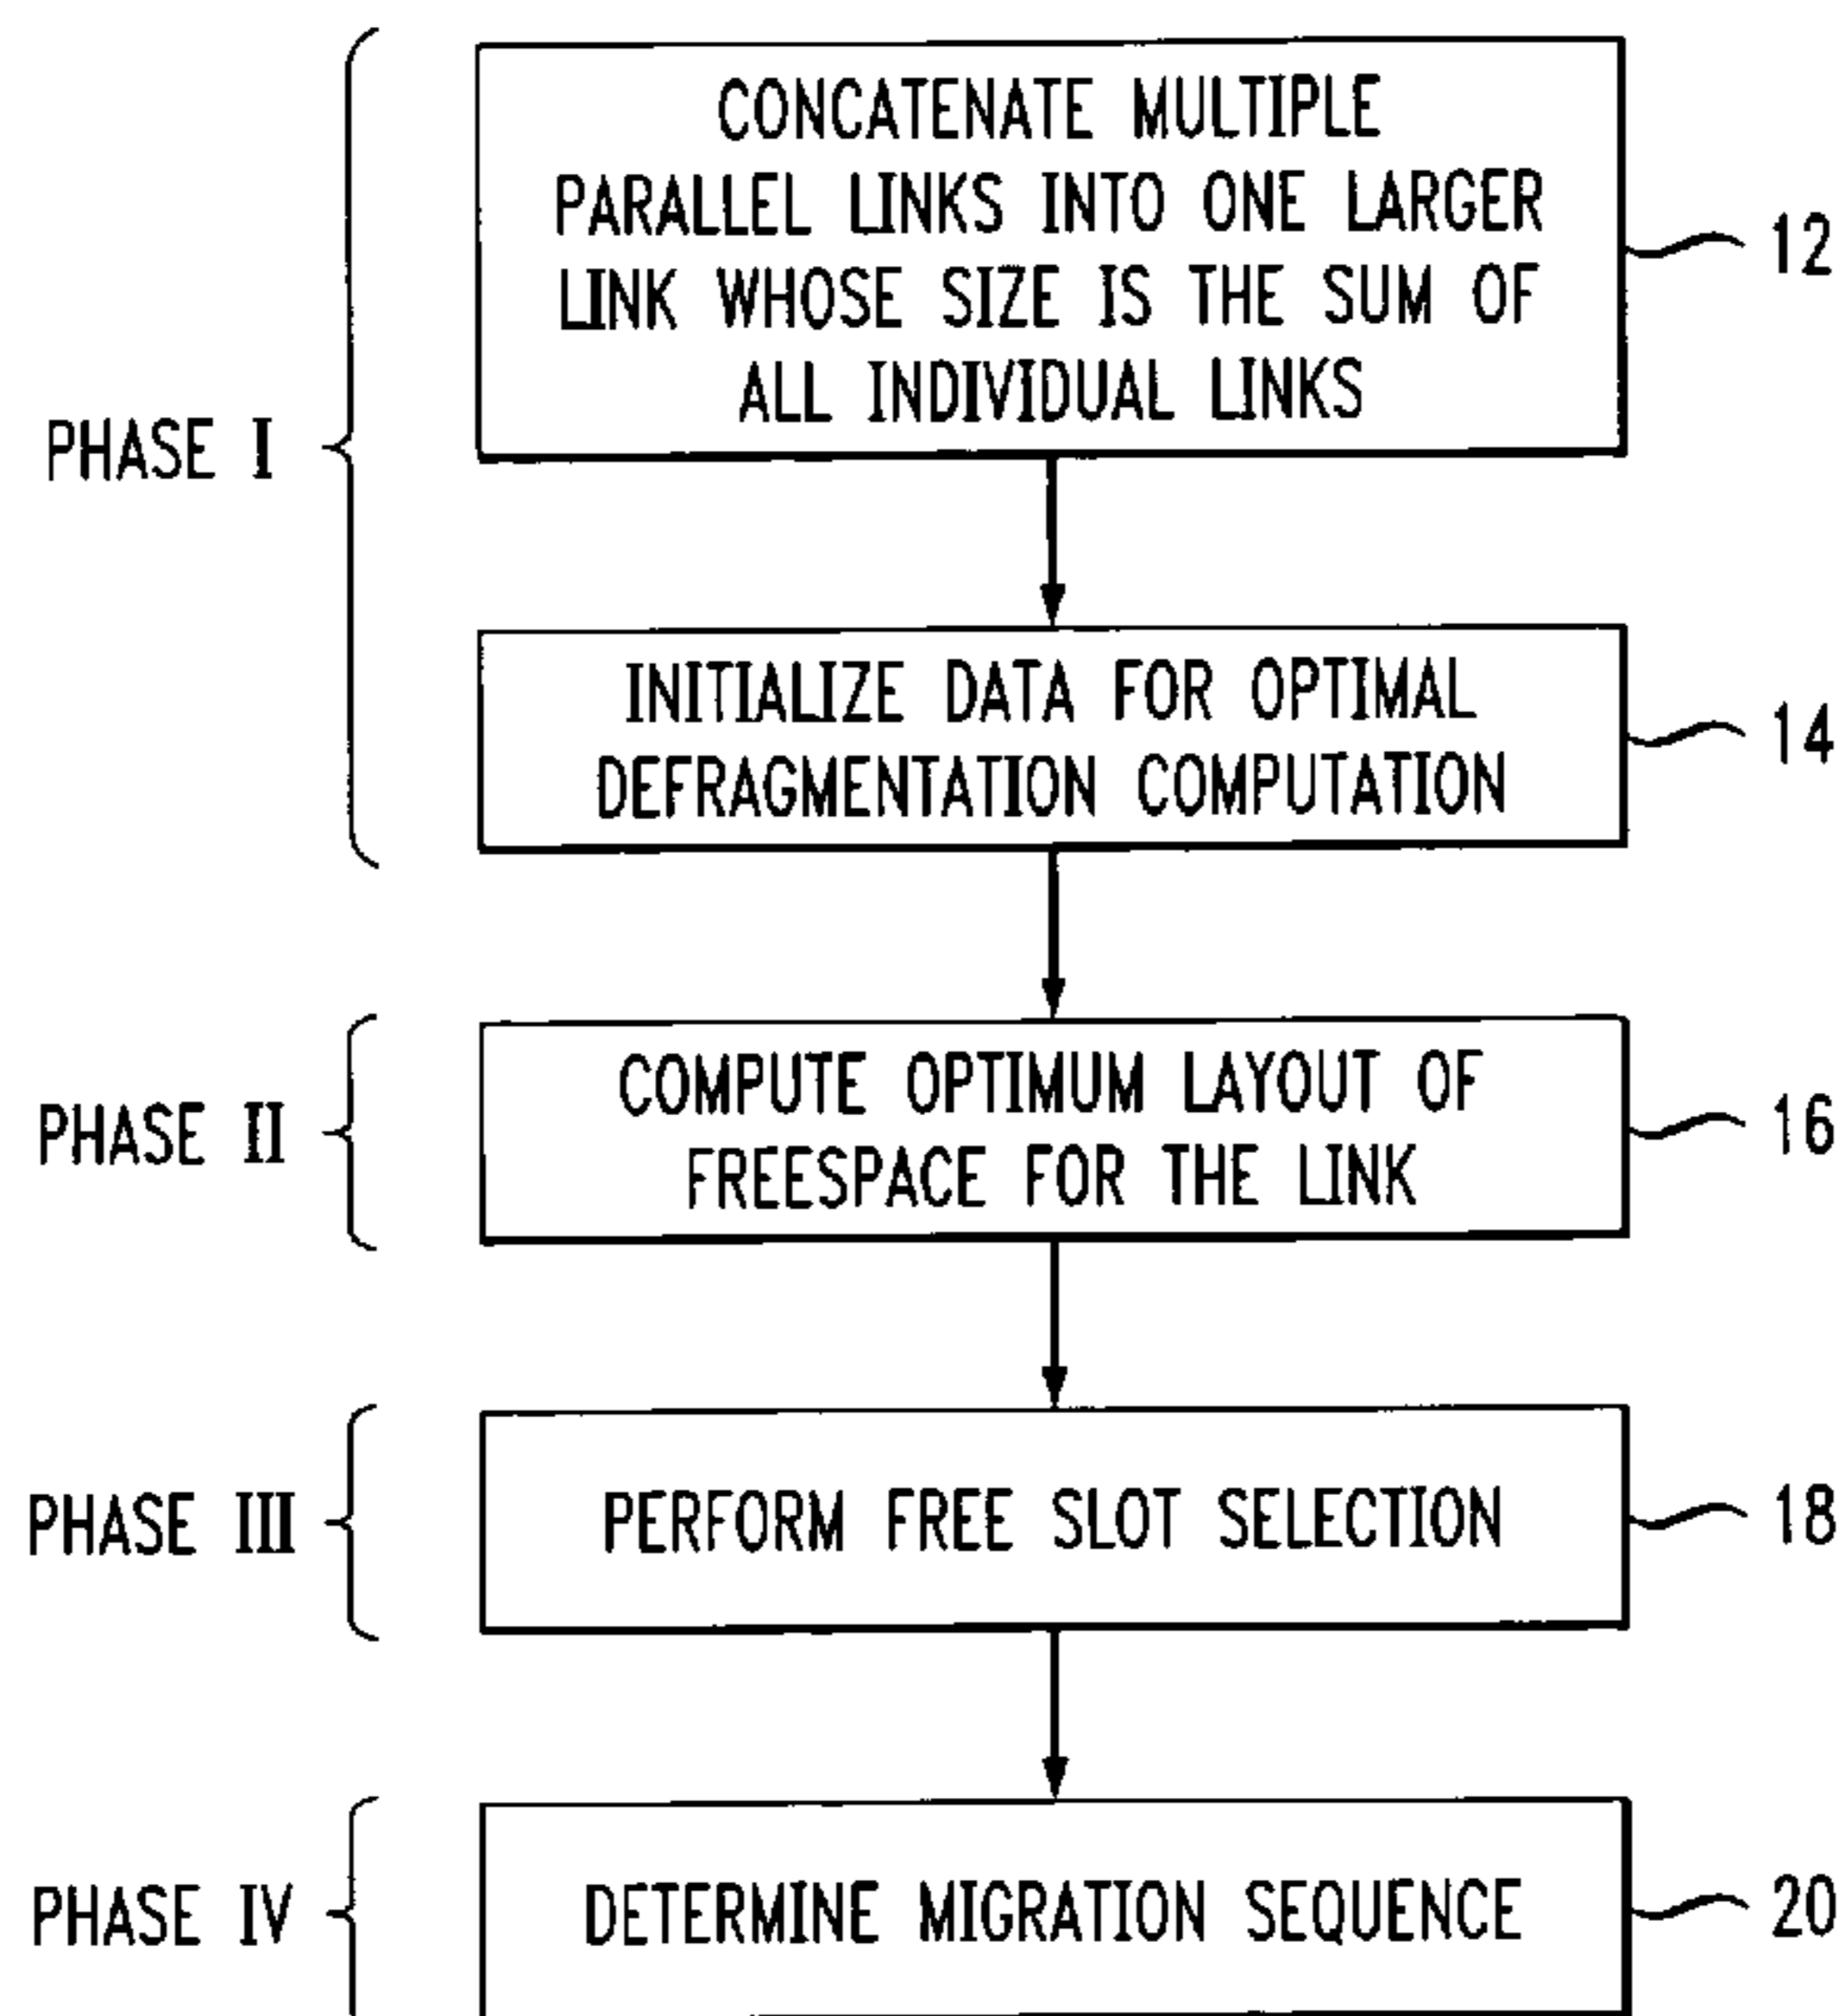 CONCATENATE MULTIPLE
PARALLEL LINKS INTO ONE LARGER
LINK WHOSE SIZE IS THE SUM OF
ALL INDIVIDUAL LINKS
12
PHASE I
INITIALIZE DATA FOR OPTIMAL
DEFRAGMENTATION COMPUTATION
14
PHASE II
COMPUTE OPTIMUM LAYOUT OF
FREESPACE FOR THE LINK
16
PHASE III
PERFORM FREE SLOT SELECTION
18
PHASE IV
DETERMINE MIGRATION SEQUENCE
20